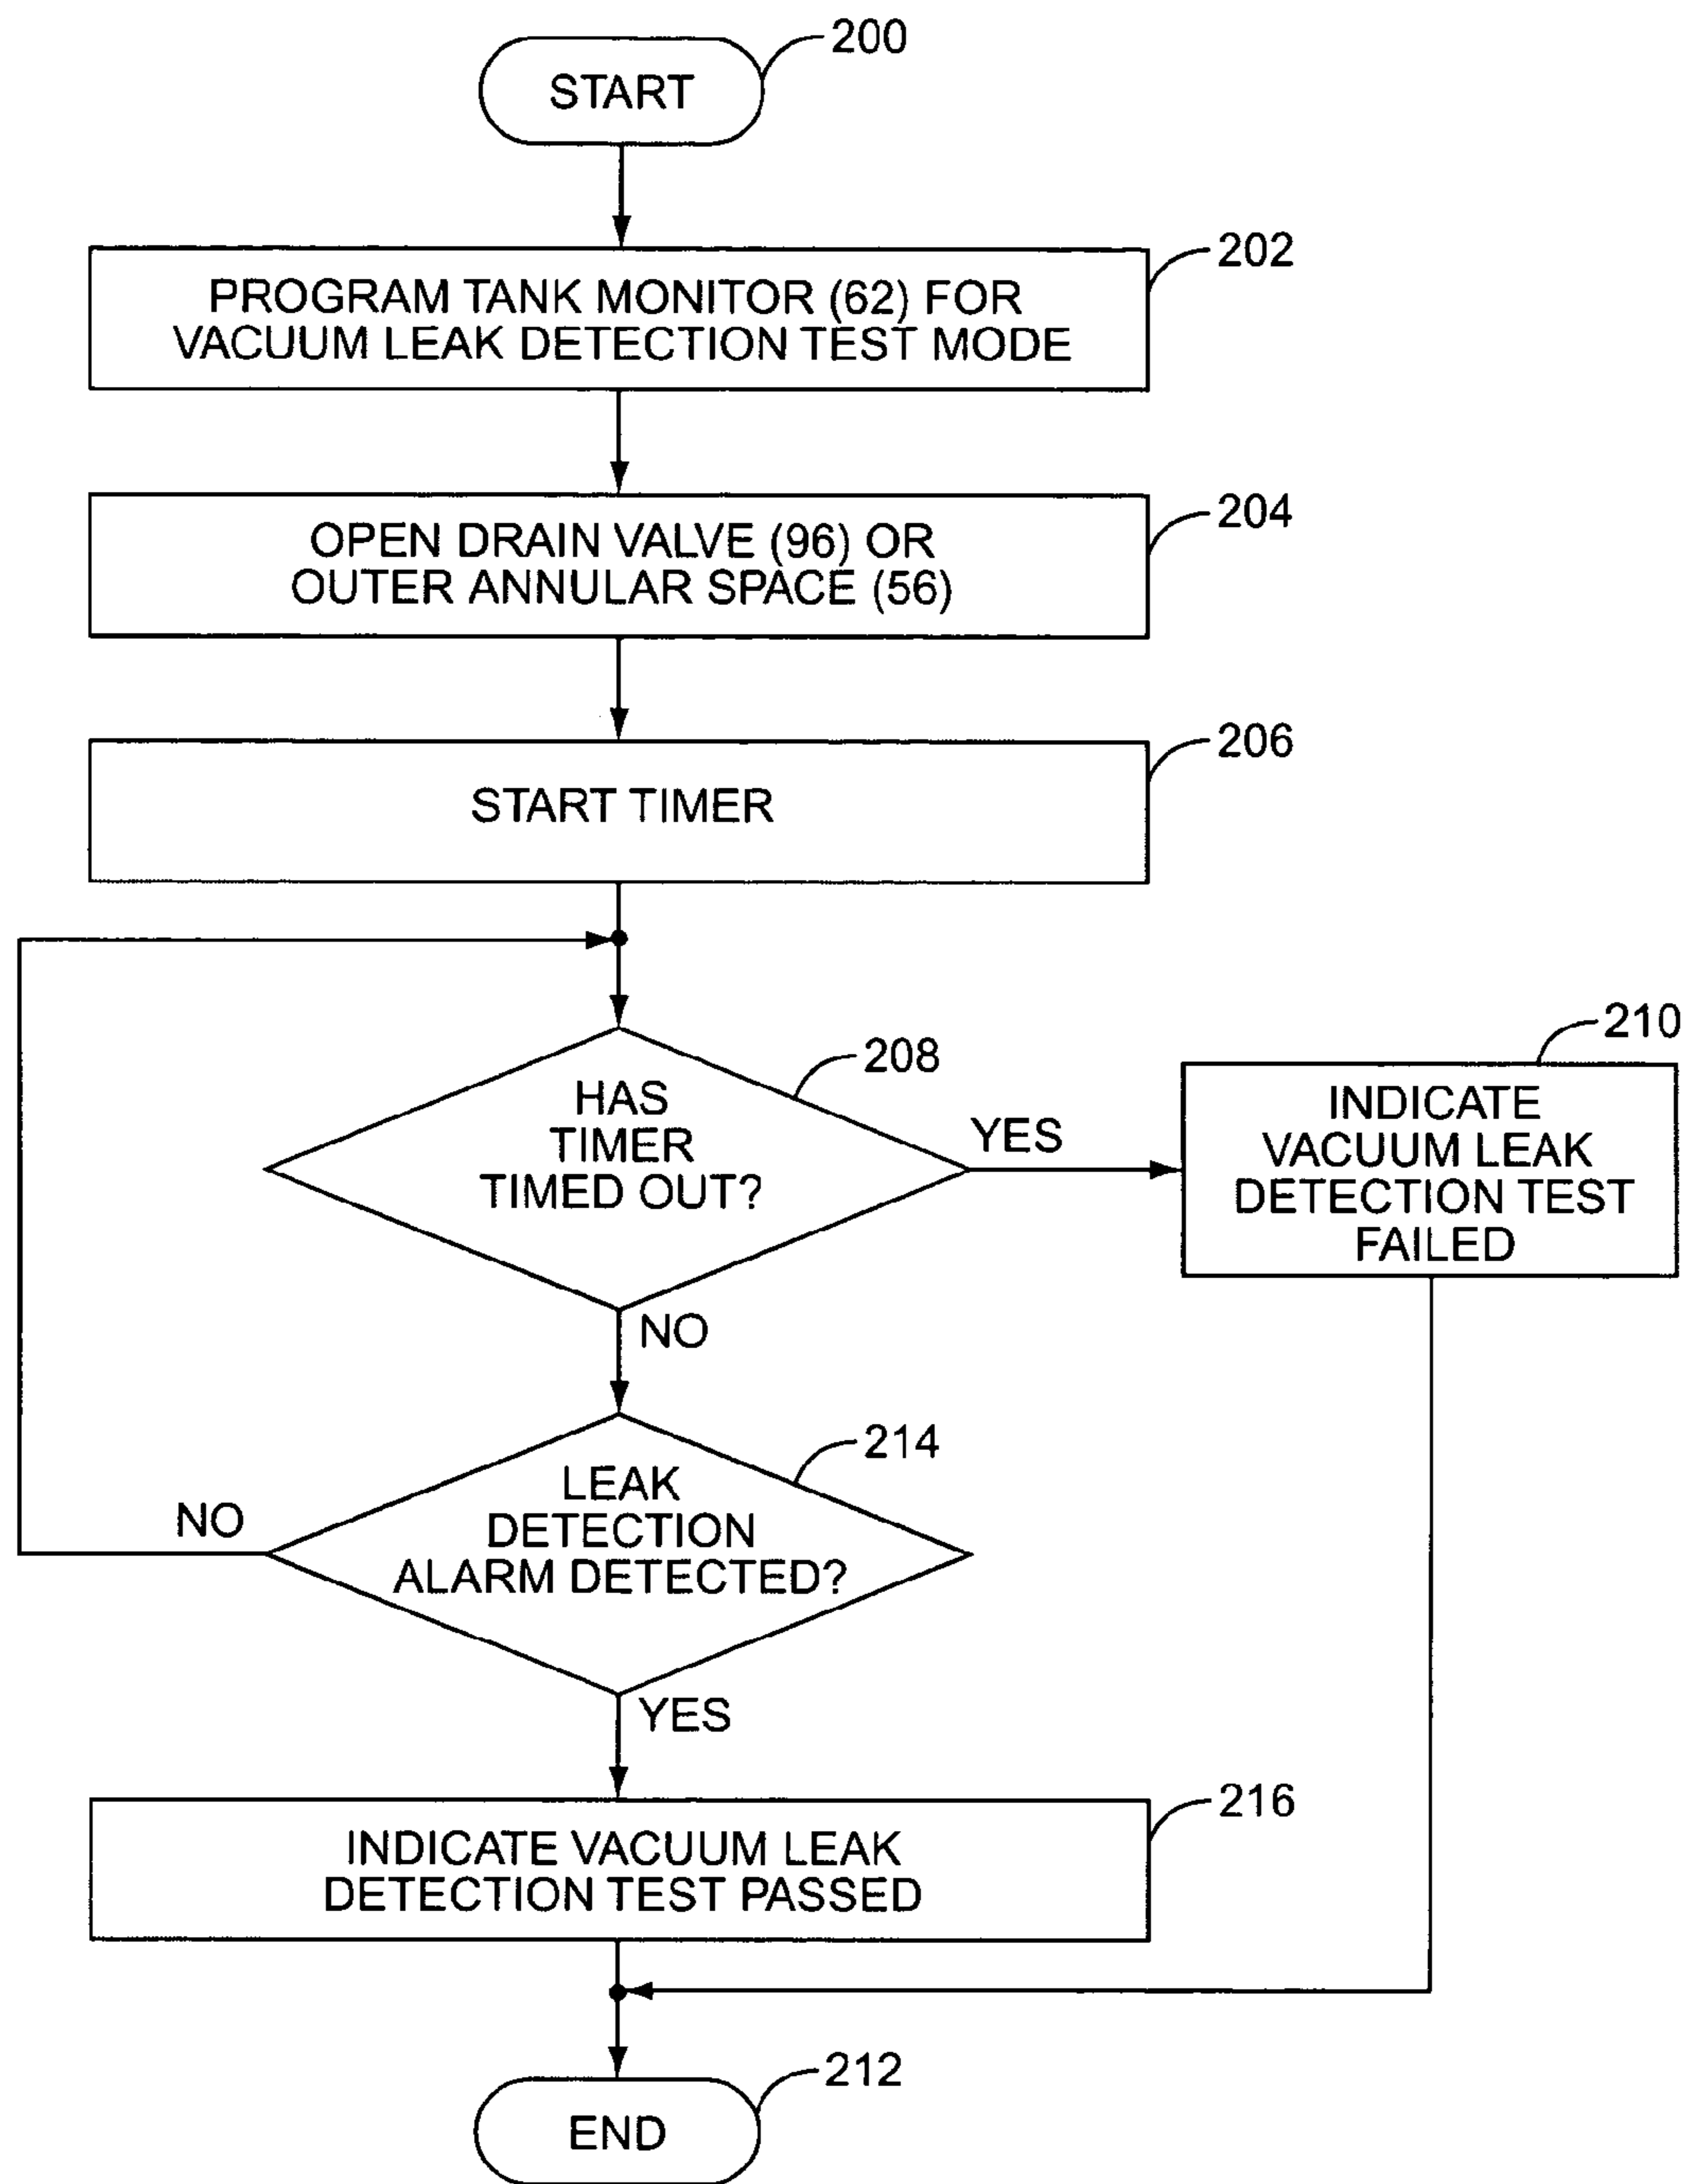 200
START
202
PROGRAM TANK MONITOR (62) FOR
VACUUM LEAK DETECTION TEST MODE
204
OPEN DRAIN VALVE (96) OR
OUTER ANNULAR SPACE (56)
206
START TIMER
208
HAS
TIMER
TIMED OUT?
YES
210
INDICATE
VACUUM LEAK
DETECTION TEST
FAILED
NO
214
LEAK
DETECTION
ALARM DETECTED?
NO
YES
216
INDICATE VACUUM LEAK
DETECTION TEST PASSED
212
END